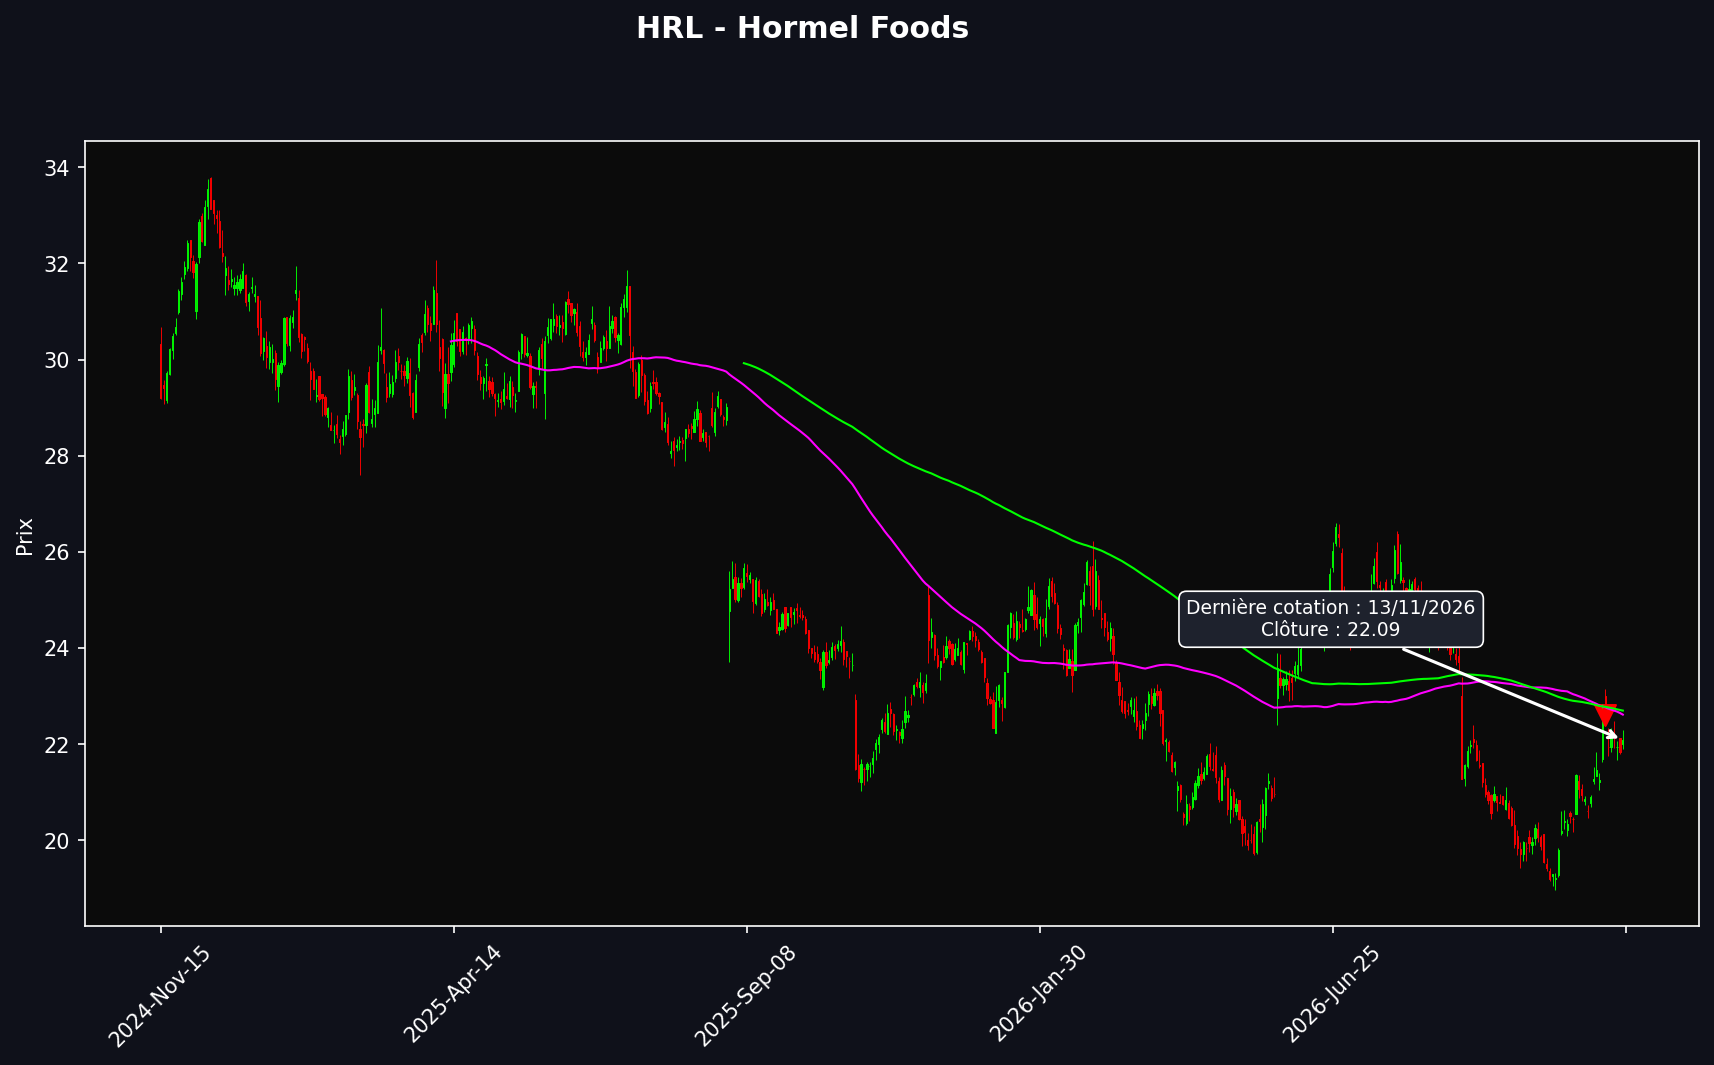 HRL - Hormel Foods
Prix
34
32
30
28
26
24
22
20
Dernière cotation : 13/11/2026
Clôture : 22.09
2024-Nov-15
2025-Apr-14
2025-Sep-08
2026-Jan-30
2026-Jun-25